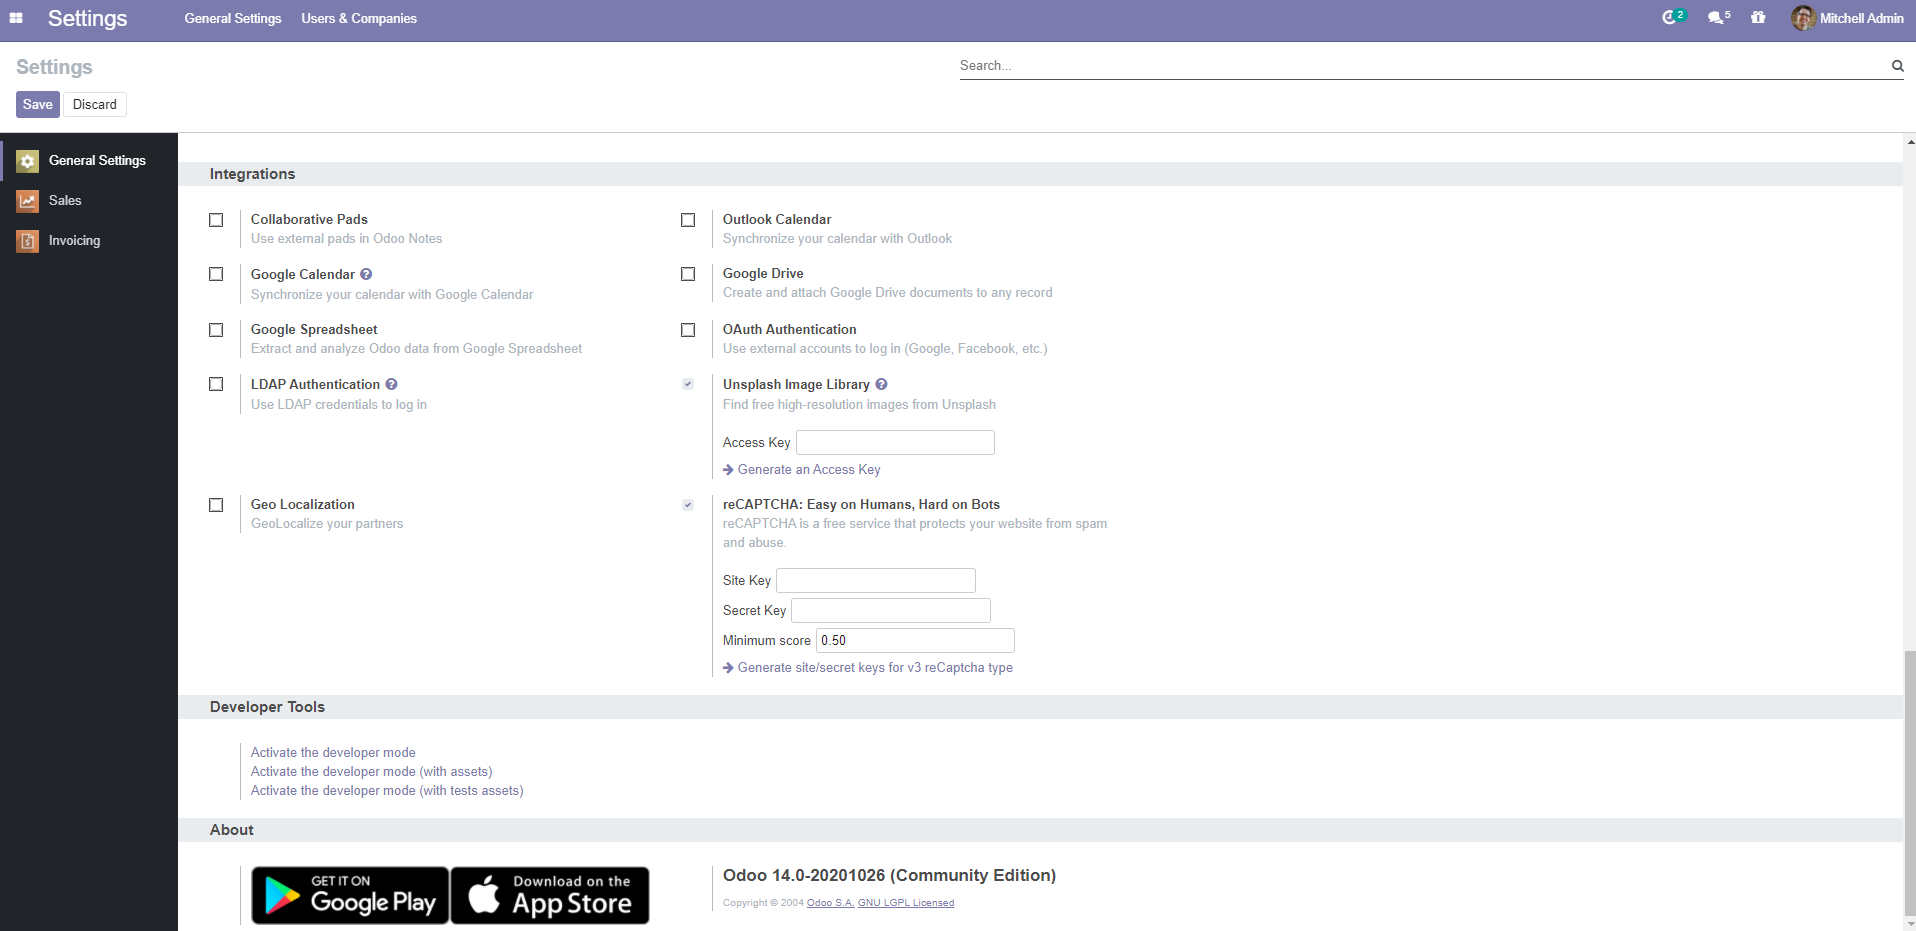 Settings
General Settings
Users & Companies
2
5
Mitchell Admin
Settings
Search...
Save
Discard
General Settings
Sales
Invoicing
Integrations
Collaborative Pads
Use external pads in Odoo Notes
Outlook Calendar
Synchronize your calendar with Outlook
Google Calendar ?
Synchronize your calendar with Google Calendar
Google Drive
Create and attach Google Drive documents to any record
Google Spreadsheet
Extract and analyze Odoo data from Google Spreadsheet
OAuth Authentication
Use external accounts to log in (Google, Facebook, etc.)
LDAP Authentication ?
Use LDAP credentials to log in
Unsplash Image Library ?
Find free high-resolution images from Unsplash
Access Key
Generate an Access Key
Geo Localization
GeoLocalize your partners
reCAPTCHA: Easy on Humans, Hard on Bots
reCAPTCHA is a free service that protects your website from spam
and abuse.
Site Key
Secret Key
Minimum score 0.50
Generate site/secret keys for v3 reCaptcha type
Developer Tools
Activate the developer mode
Activate the developer mode (with assets)
Activate the developer mode (with tests assets)
About
GET IT ON
Google Play
Download on the
App Store
Odoo 14.0-20201026 (Community Edition)
Copyright © 2004 Odoo S.A. GNU LGPL Licensed